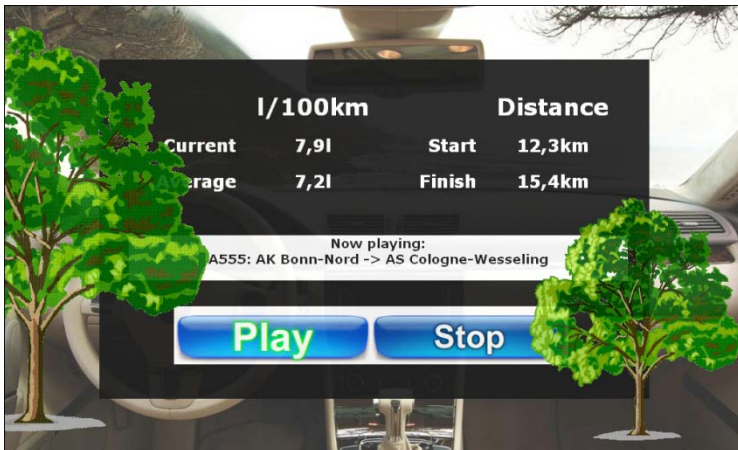 l/100km Distance
Current 7,9l Start 12,3km
Average 7,2l Finish 15,4km
Now playing:
A555: AK Bonn-Nord -> AS Cologne-Wesseling
Play Stop